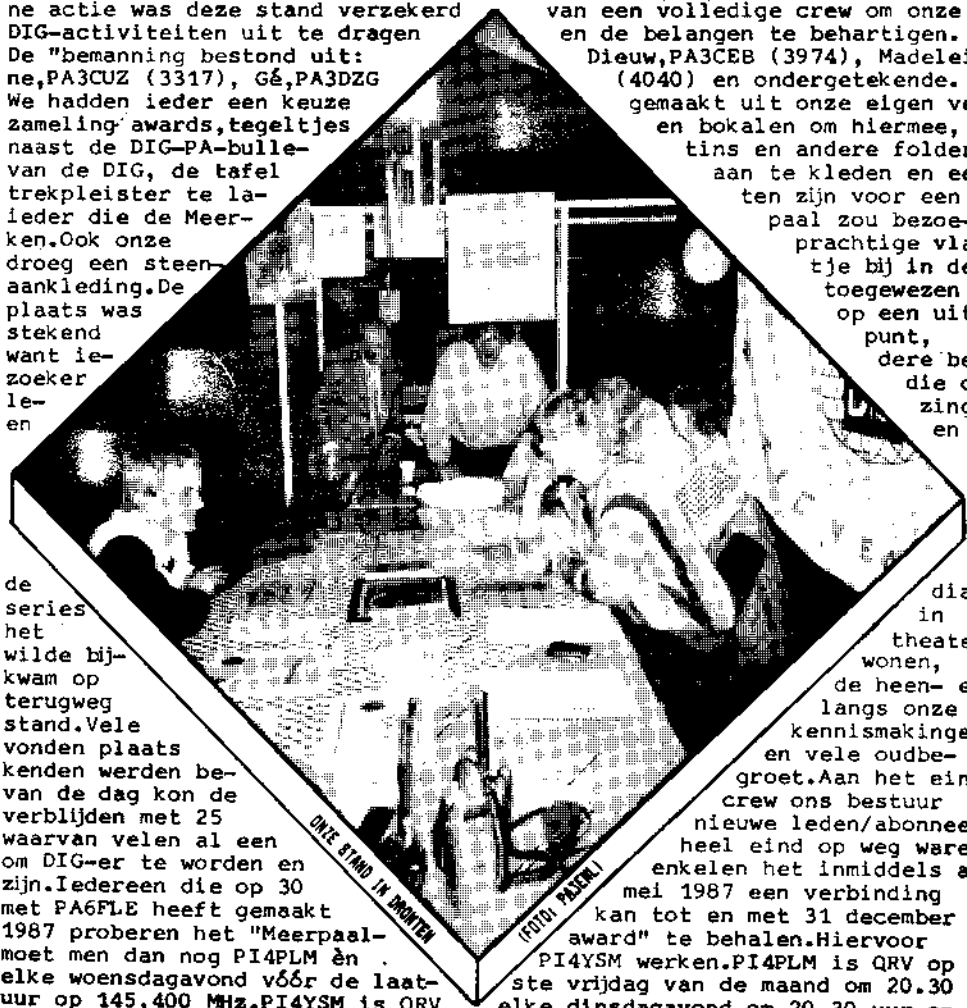 ne actie was deze stand verzekerd van een volledige crew om onze
DIG-activiteiten uit te dragen en de belangen te behartigen.
De "bemanning bestond uit: Dieuw,PA3CEB (3974), Madelei
ne,PA3CUZ (3317), Gé,PA3DZG (4040) en ondergetekende.
We hadden ieder een keuze gemaakt uit onze eigen ve
zameling awards,tegeltjes en bokalen om hiermee,
naast de DIG-PA-bulle- tins en andere folder
van de DIG, de tafel aan te kleden en ee
trekpleister te la- ten zijn voor een
ieder die de Meer- paal zou bezoe-
ken.Ook onze prachtige vla
droeg een steen- tje bij in de
aankleding.De toegewezen
plaats was op een uit
stekend punt,
want ie- dere be
zoeker die
le- zing
en en
de dia
series in
het theate
wilde bij- wonen,
kwam op de heen- e
terugweg langs onze
stand.Vele kennismakinge
vonden plaats en vele oudbe-
kenden werden be- groet.Aan het ein
van de dag kon de crew ons bestuur
verblijden met 25 nieuwe leden/abonnee
waarvan velen al een heel eind op weg ware
om DIG-er te worden en enkelen het inmiddels a
zijn.Iedereen die op 30 mei 1987 een verbinding
met PA6FLE heeft gemaakt kan tot en met 31 december
1987 proberen het "Meerpaal- award" te behalen.Hiervoor
moet men dan nog PI4PLM èn PI4YSM werken.PI4PLM is QRV op
elke woensdagavond vóór de laat- ste vrijdag van de maand om 20.30
uur op 145.400 MHz.PI4YSM is QRV elke dinsdagavond om 20.30 uur
ONZE STAND IN DRONTEN
(FOTO: PA3ENL)